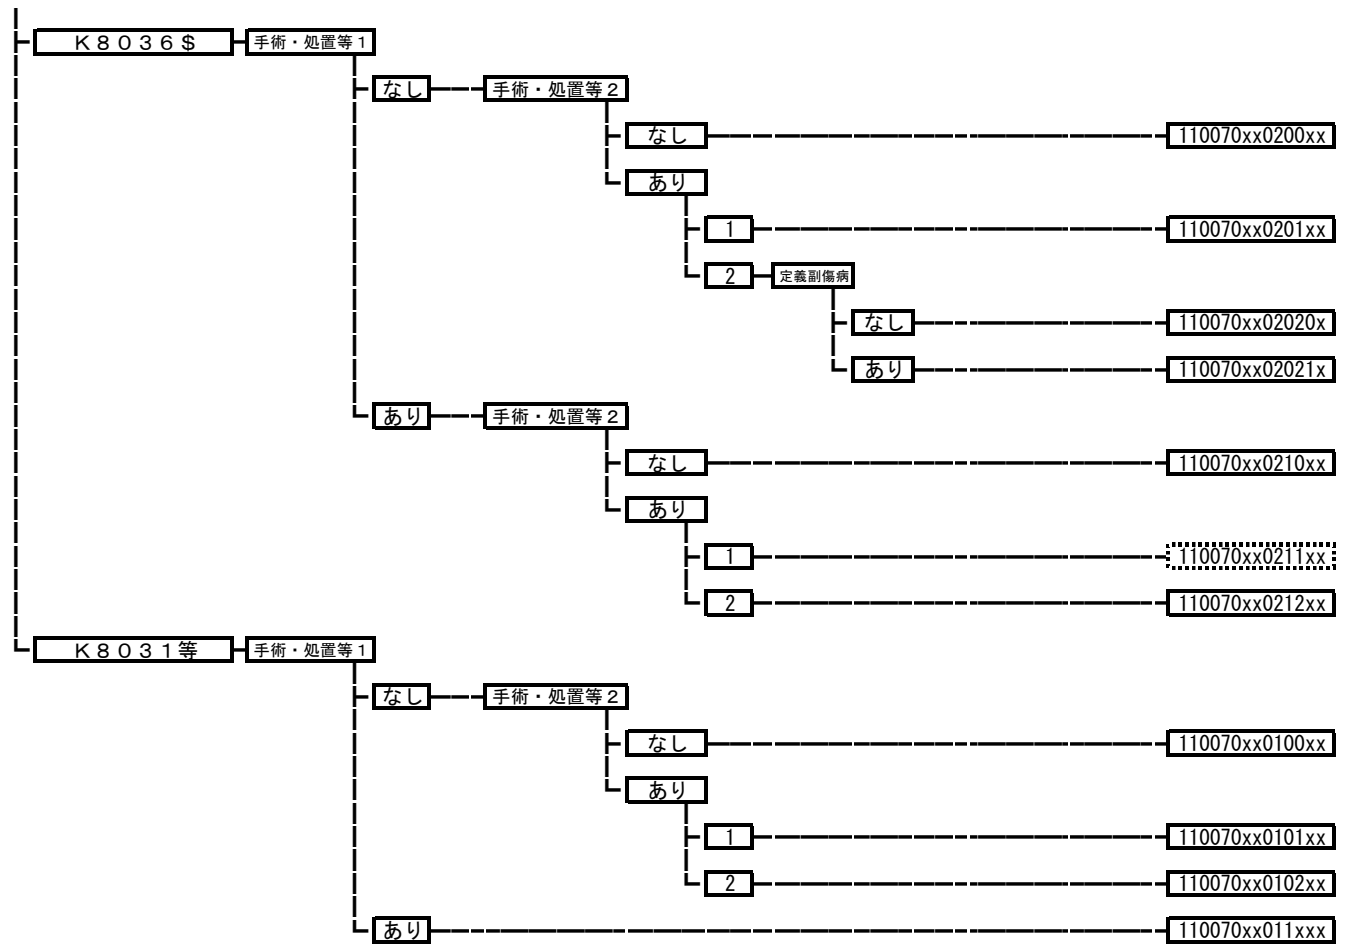 K8036$ 手術・処置等1
なし 手術・処置等2
なし 110070xx0200xx
あり
1 110070xx0201xx
2 定義副傷病
なし 110070xx02020x
あり 110070xx02021x
あり 手術・処置等2
なし 110070xx0210xx
あり
1 110070xx0211xx
2 110070xx0212xx
K8031等 手術・処置等1
なし 手術・処置等2
なし 110070xx0100xx
あり
1 110070xx0101xx
2 110070xx0102xx
あり 110070xx011xxx